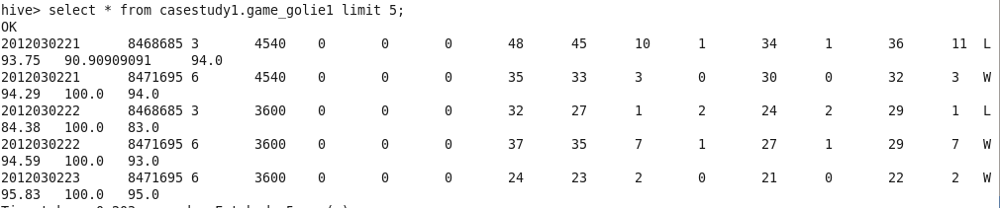 hive> select * from casestudy1.game_golie1 limit 5;
OK
2012030221 8468685 3 4540 0 0 0 48 45 10 1 34 1 36 11 L
93.75 90.90909091 94.0
2012030221 8471695 6 4540 0 0 0 35 33 3 0 30 0 32 3 W
94.29 100.0 94.0
2012030222 8468685 3 3600 0 0 0 32 27 1 2 24 2 29 1 L
84.38 100.0 83.0
2012030222 8471695 6 3600 0 0 0 37 35 7 1 27 1 29 7 W
94.59 100.0 93.0
2012030223 8471695 6 3600 0 0 0 24 23 2 0 21 0 22 2 W
95.83 100.0 95.0